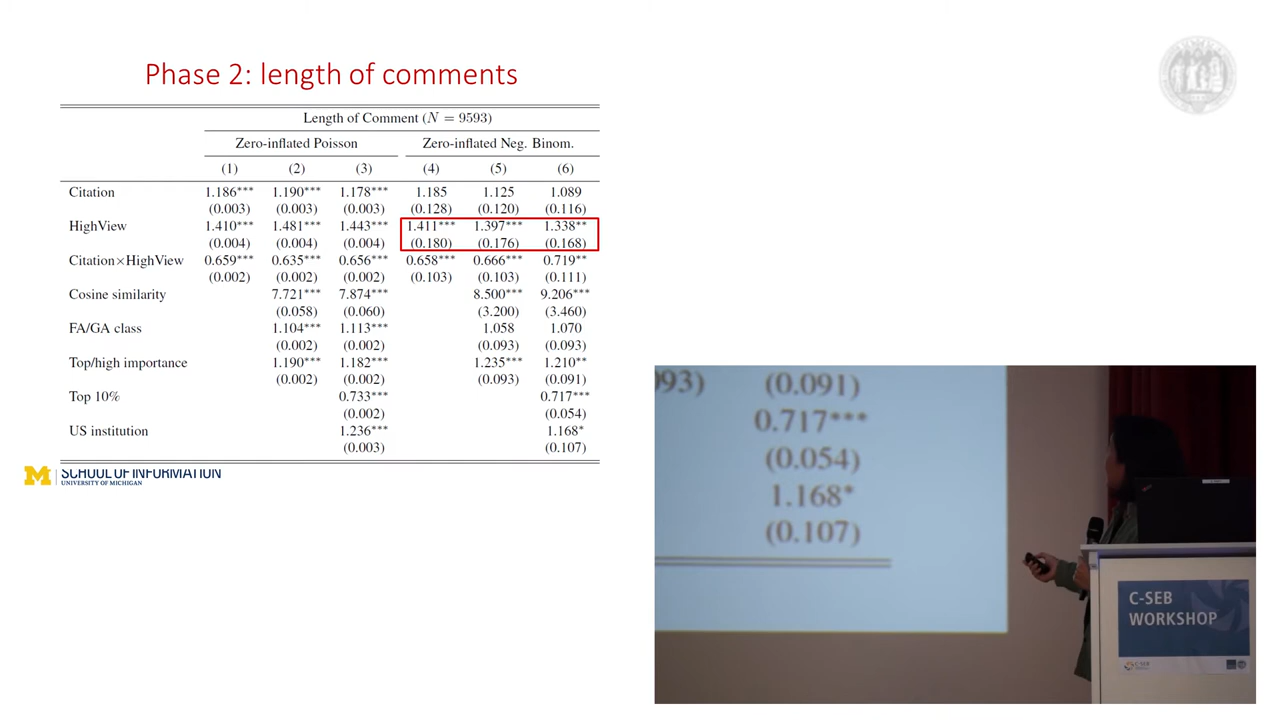 Phase 2: length of comments
Length of Comment (N = 9593)
Zero-inflated Poisson Zero-inflated Neg. Binom.
(1) (2) (3) (4) (5) (6)
Citation 1.186*** 1.190*** 1.178*** 1.185 1.125 1.089
(0.003) (0.003) (0.003) (0.128) (0.120) (0.116)
HighView 1.410*** 1.481*** 1.443*** 1.411*** 1.397*** 1.338**
(0.004) (0.004) (0.004) (0.180) (0.176) (0.168)
Citation×HighView 0.659*** 0.635*** 0.656*** 0.658*** 0.666*** 0.719**
(0.002) (0.002) (0.002) (0.103) (0.103) (0.111)
Cosine similarity 7.721*** 7.874*** 8.500*** 9.206***
(0.058) (0.060) (3.200) (3.460)
FA/GA class 1.104*** 1.113*** 1.058 1.070
(0.002) (0.002) (0.093) (0.093)
Top/high importance 1.190*** 1.182*** 1.235*** 1.210**
(0.002) (0.002) (0.093) (0.091)
Top 10% 0.733*** 0.717***
(0.002) (0.054)
US institution 1.236*** 1.168*
(0.003) (0.107)
M SCHOOL OF INFORMATION
UNIVERSITY OF MICHIGAN
093) (0.091)
0.717***
(0.054)
1.168*
(0.107)
C-SEB
WORKSHOP
C-SEB